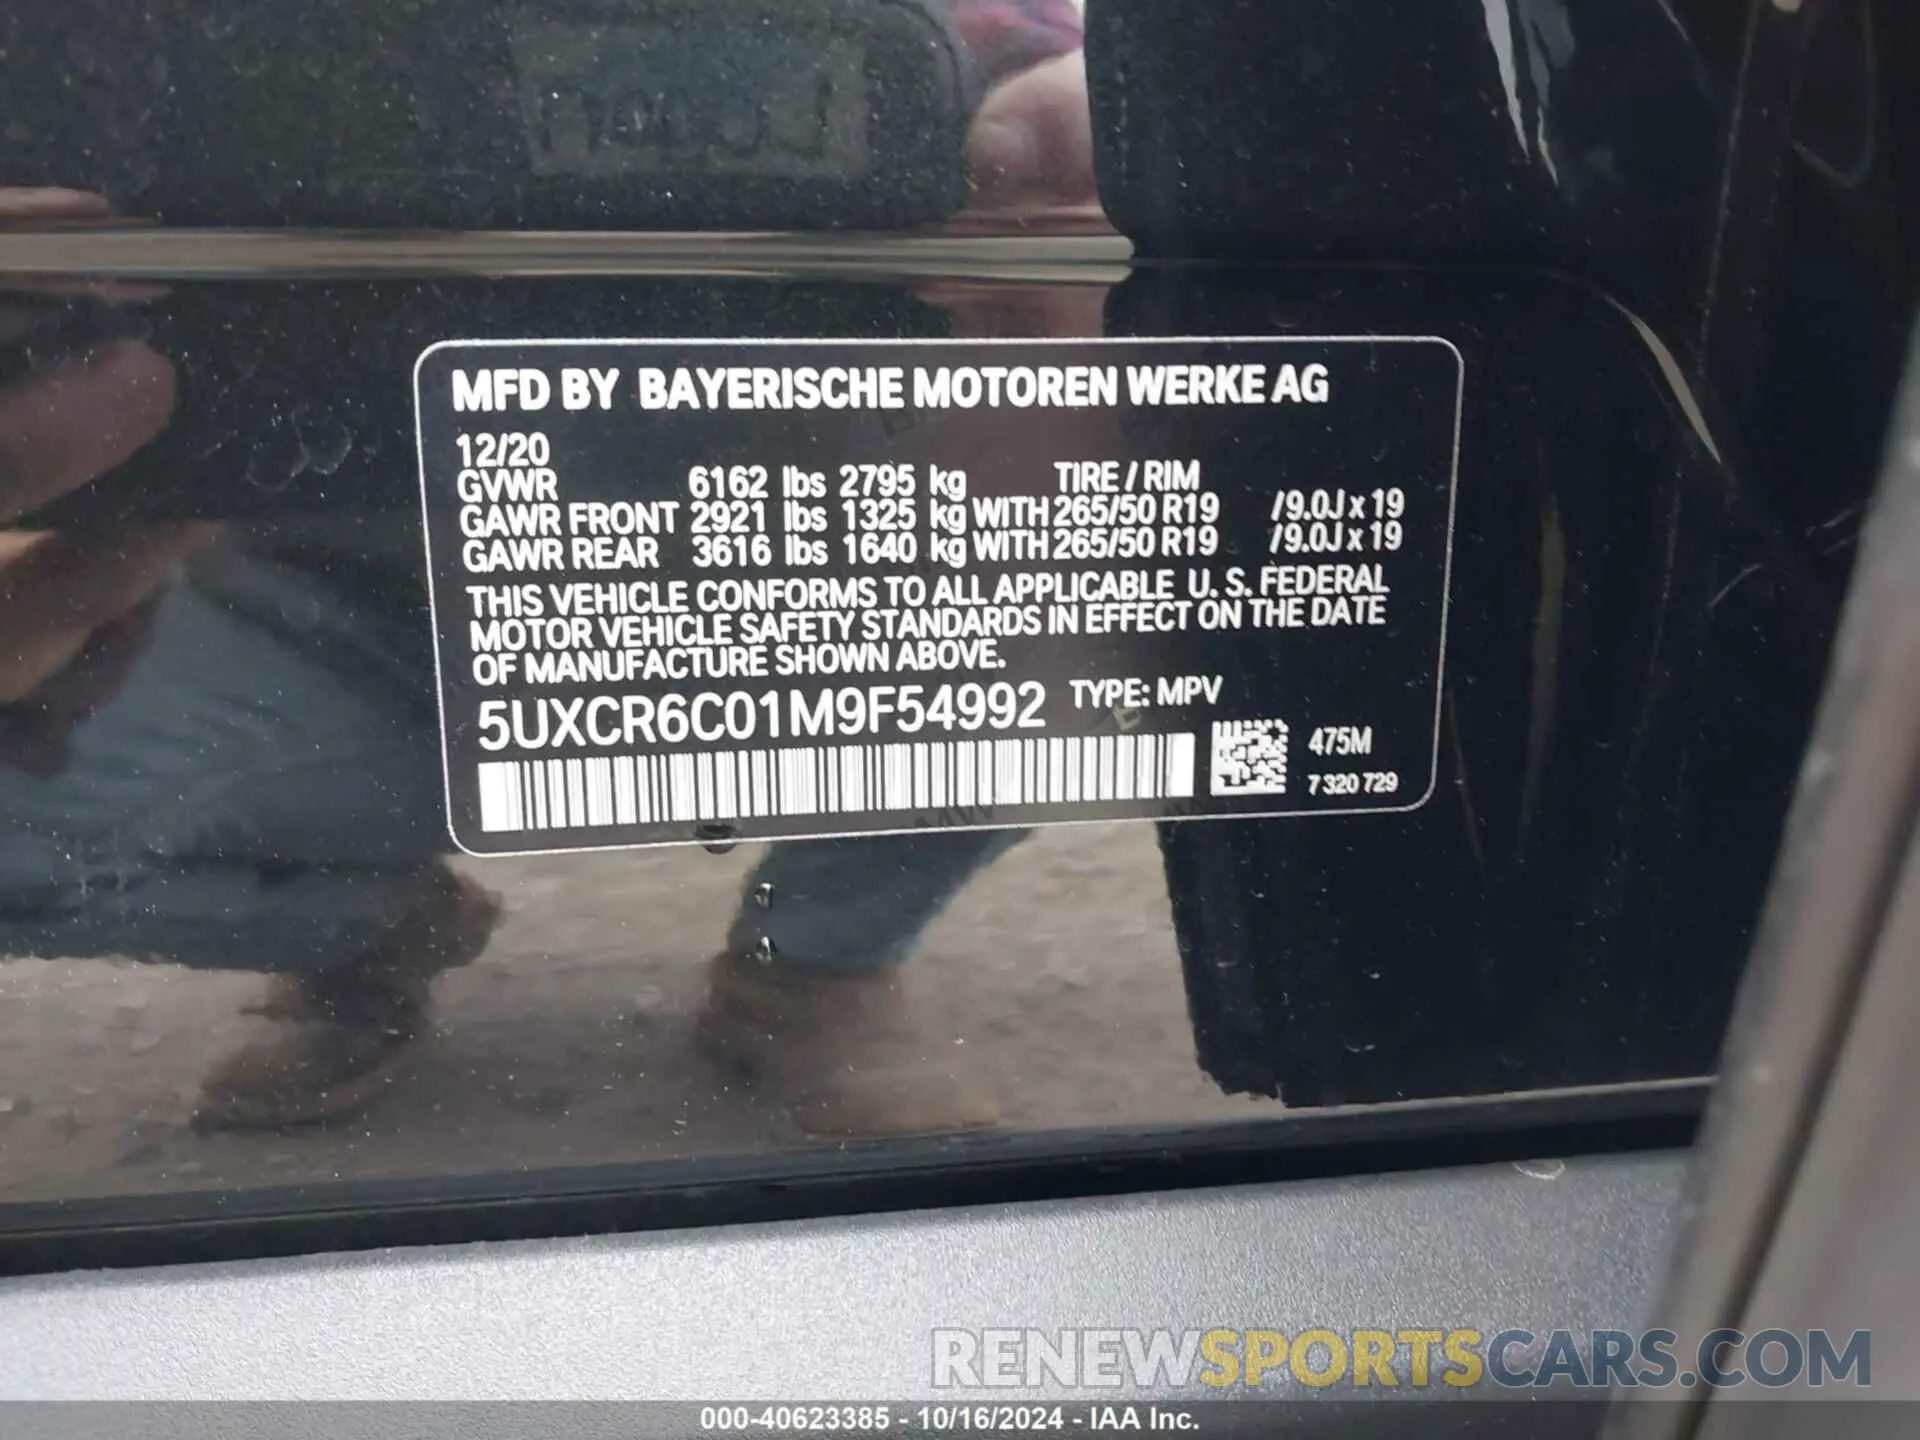 MFD BY BAYERISCHE MOTOREN WERKE AG
12/20
GVWR 6162 lbs 2795 kg TIRE / RIM
GAWR FRONT 2921 lbs 1325 kg WITH 265/50 R19 /9.0J x 19
GAWR REAR 3616 lbs 1640 kg WITH 265/50 R19 /9.0J x 19
THIS VEHICLE CONFORMS TO ALL APPLICABLE U. S. FEDERAL
MOTOR VEHICLE SAFETY STANDARDS IN EFFECT ON THE DATE
OF MANUFACTURE SHOWN ABOVE.
5UXCR6C01M9F54992 TYPE: MPV
475M
7 320 729
RENEWSPORTSCARS.COM
000-40623385 - 10/16/2024 - IAA Inc.